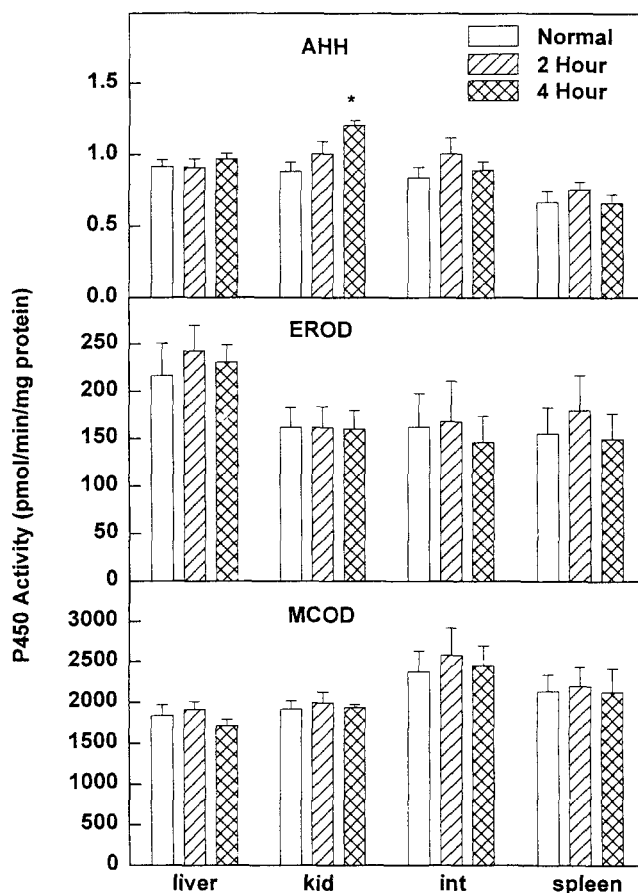 AHH
Normal
2 Hour
4 Hour
1.5
*
1.0
0.5
0.0
EROD
250
200
150
100
50
0
MCOD
3000
2500
2000
1500
1000
500
0
P450 Activity (pmol/min/mg protein)
liver kid int spleen